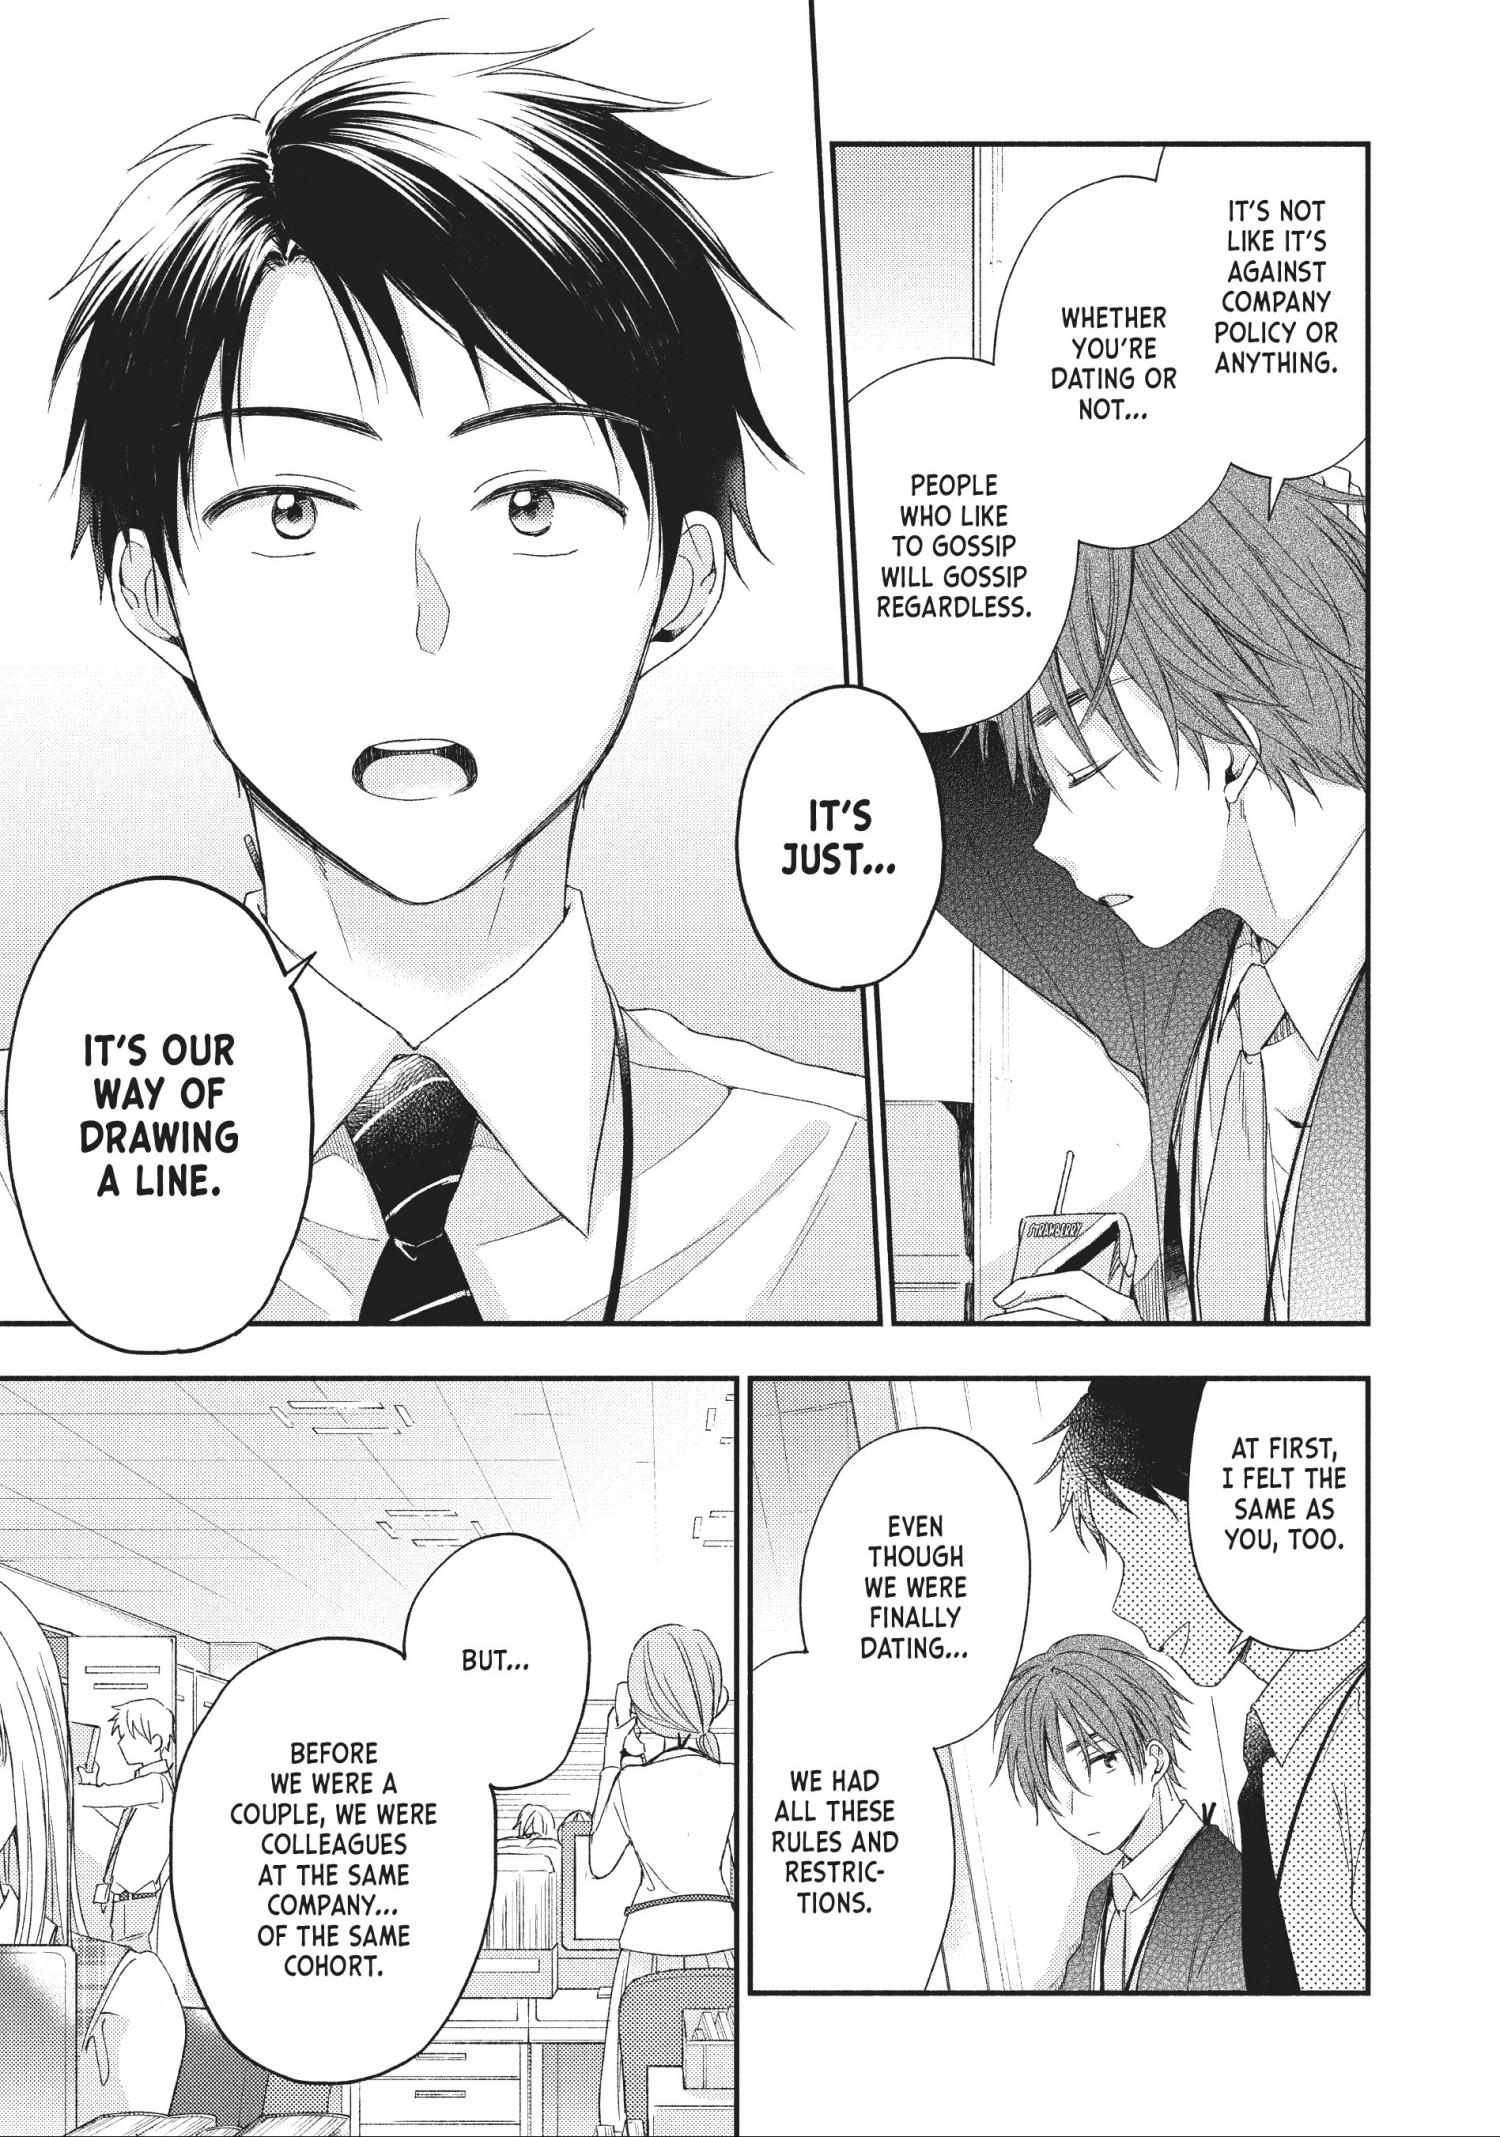 IT'S NOT
LIKE IT'S
AGAINST
COMPANY
POLICY OR
ANYTHING.
WHETHER
YOU'RE
DATING OR
NOT...
PEOPLE
WHO LIKE
TO GOSSIP
WILL GOSSIP
REGARDLESS.
STRAWBERRY
IT'S
JUST...
IT'S OUR
WAY OF
DRAWING
A LINE.
AT FIRST,
I FELT THE
SAME AS
YOU, TOO.
EVEN
THOUGH
WE WERE
FINALLY
DATING...
WE HAD
ALL THESE
RULES AND
RESTRIC-
TIONS.
BUT...
BEFORE
WE WERE A
COUPLE, WE WERE
COLLEAGUES
AT THE SAME
COMPANY...
OF THE SAME
COHORT.